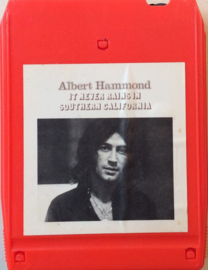 Albert Hammond
IT NEVER RAINS IN
SOUTHERN CALIFORNIA